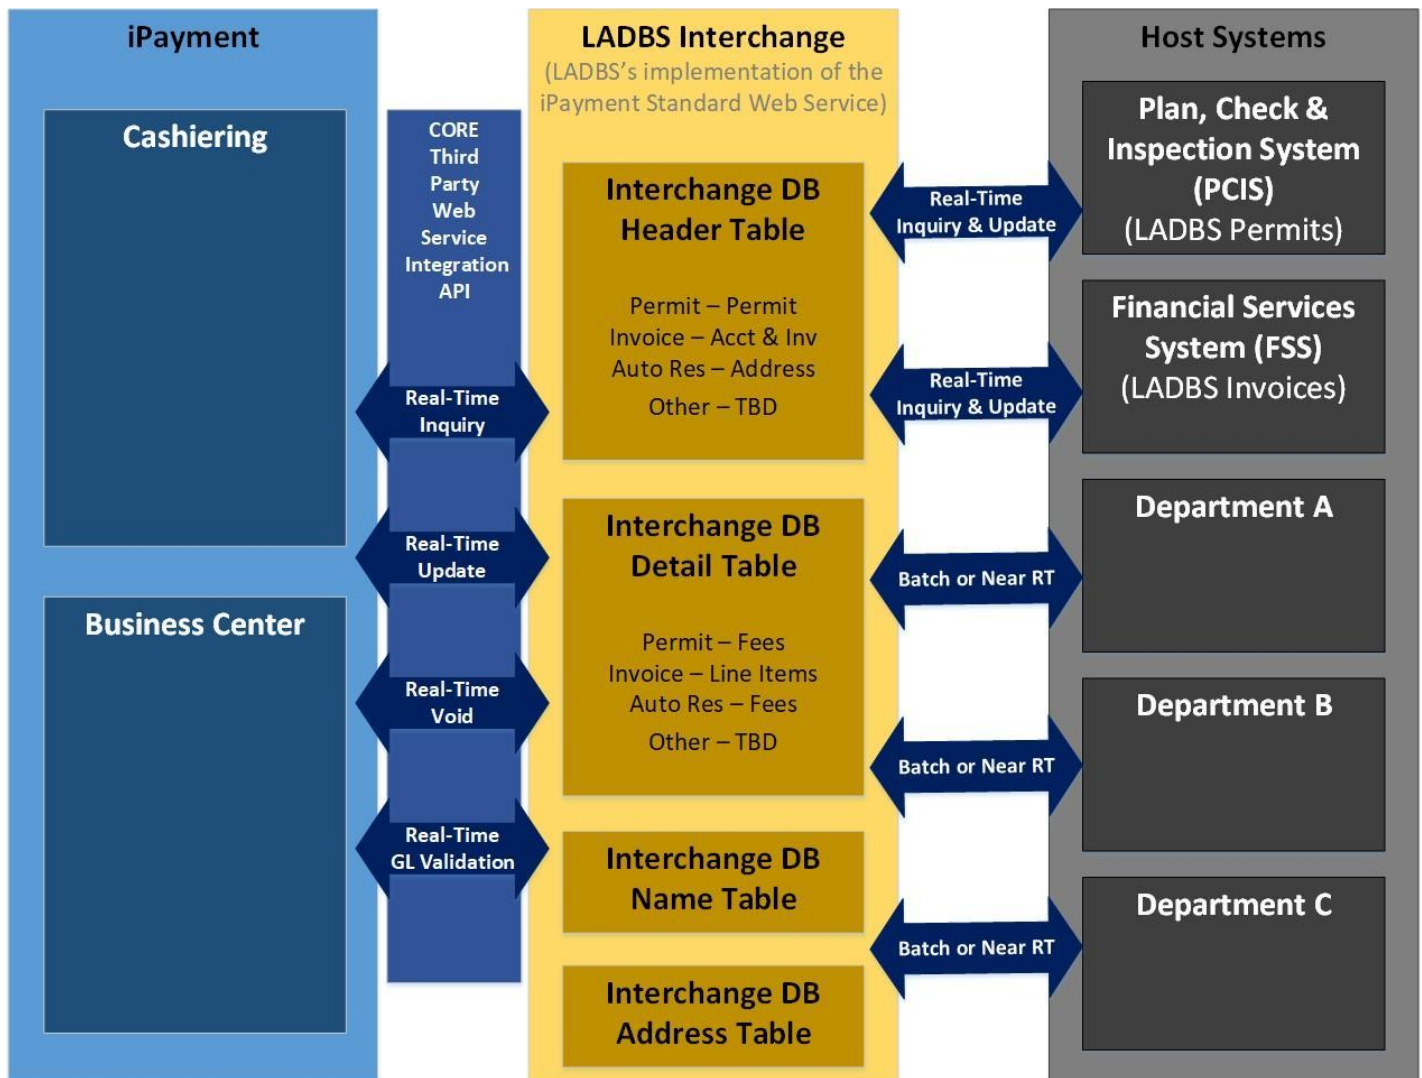 iPayment
Cashiering
Business Center
CORE
Third
Party
Web
Service
Integration
API
Real-Time
Inquiry
Real-Time
Update
Real-Time
Void
Real-Time
GL Validation
LADBS Interchange
(LADBS's implementation of the
iPayment Standard Web Service)
Interchange DB
Header Table
Permit – Permit
Invoice – Acct & Inv
Auto Res – Address
Other – TBD
Interchange DB
Detail Table
Permit – Fees
Invoice – Line Items
Auto Res – Fees
Other – TBD
Interchange DB
Name Table
Interchange DB
Address Table
Real-Time
Inquiry & Update
Real-Time
Inquiry & Update
Batch or Near RT
Batch or Near RT
Batch or Near RT
Host Systems
Plan, Check &
Inspection System
(PCIS)
(LADBS Permits)
Financial Services
System (FSS)
(LADBS Invoices)
Department A
Department B
Department C